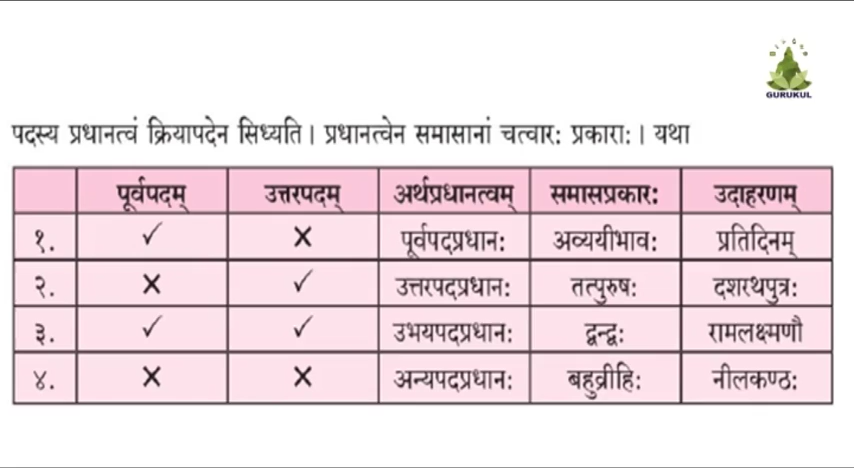 GURUKUL
पदस्य प्रधानत्वं क्रियापदेन सिध्यति। प्रधानत्वेन समासानां चत्वारः प्रकाराः। यथा
पूर्वपदम् उत्तरपदम् अर्थप्रधानत्वम् समासप्रकारः उदाहरणम्
१. ✓ ✗ पूर्वपदप्रधानः अव्ययीभावः प्रतिदिनम्
२. ✗ ✓ उत्तरपदप्रधानः तत्पुरुषः दशरथपुत्रः
३. ✓ ✓ उभयपदप्रधानः द्वन्द्वः रामलक्ष्मणौ
४. ✗ ✗ अन्यपदप्रधानः बहुव्रीहिः नीलकण्ठः